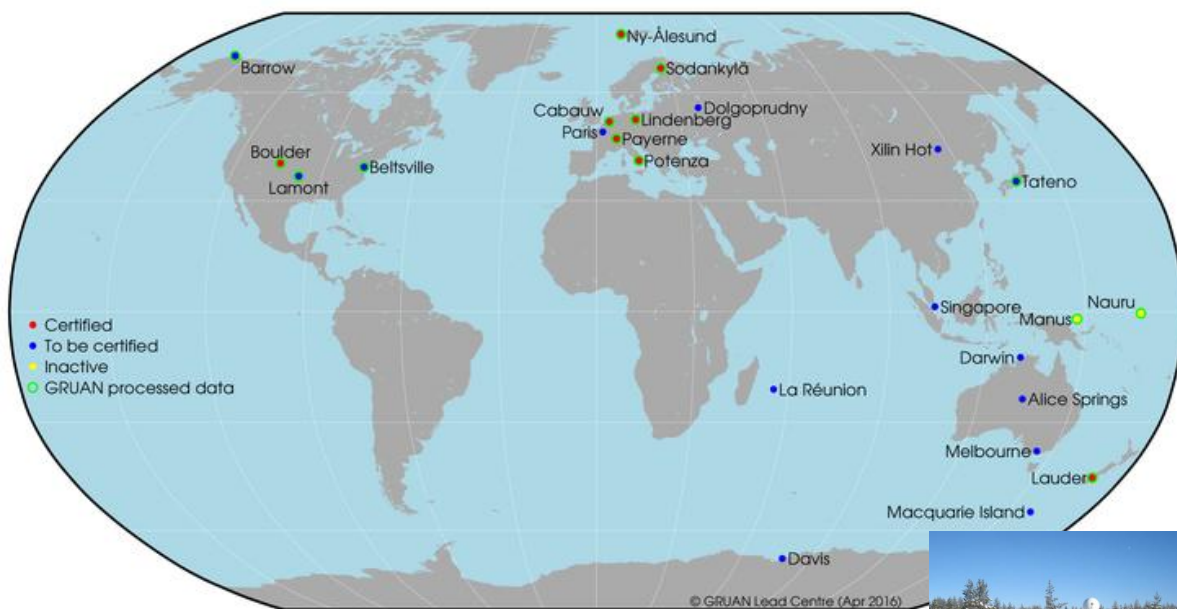 Ny-Ålesund
Barrow
Sodankylä
Cabauw
Dolgoprudny
Lindenberg
Paris
Payerne
Xilin Hot
Boulder
Beltsville
Potenza
Lamont
Tateno
Singapore
Nauru
Manus
Certified
To be certified
Inactive
GRUAN processed data
Darwin
La Réunion
Alice Springs
Melbourne
Lauder
Macquarie Island
Davis
© GRUAN Lead Centre (Apr 2016)